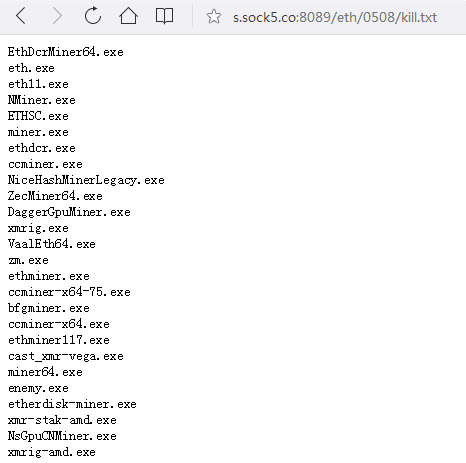 s.sock5.co:8089/eth/0508/kill.txt
EthDcrMiner64.exe
eth.exe
eth11.exe
NMiner.exe
ETHSC.exe
miner.exe
ethdcr.exe
ccminer.exe
NiceHashMinerLegacy.exe
ZecMiner64.exe
DaggerGpuMiner.exe
xmrig.exe
VaalEth64.exe
zm.exe
ethminer.exe
ccminer-x64-75.exe
bfgminer.exe
ccminer-x64.exe
ethminer117.exe
cast_xmr-vega.exe
miner64.exe
enemy.exe
etherdisk-miner.exe
xmr-stak-amd.exe
NsGpuCNMiner.exe
xmrig-amd.exe